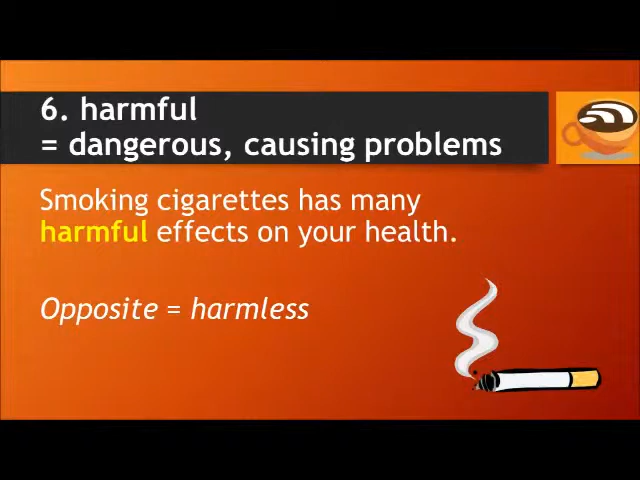 6. harmful
= dangerous, causing problems
Smoking cigarettes has many
harmful effects on your health.
Opposite = harmless